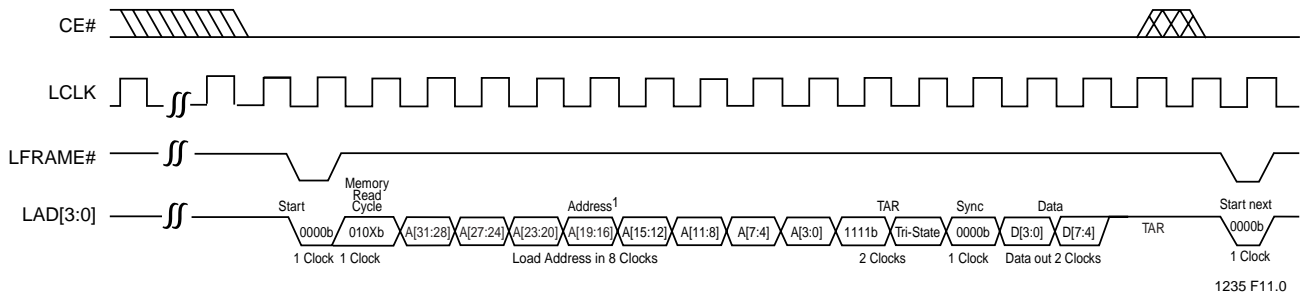 CE#
LCLK
LFRAME#
Memory
Read
Cycle
Start
Address1
TAR
Sync
Data
Start next
LAD[3:0]
0000b 010Xb A[31:28] A[27:24] A[23:20] A[19:16] A[15:12] A[11:8] A[7:4] A[3:0] 1111b Tri-State 0000b D[3:0] D[7:4] TAR 0000b
1 Clock 1 Clock Load Address in 8 Clocks 2 Clocks 1 Clock Data out 2 Clocks 1 Clock
1235 F11.0